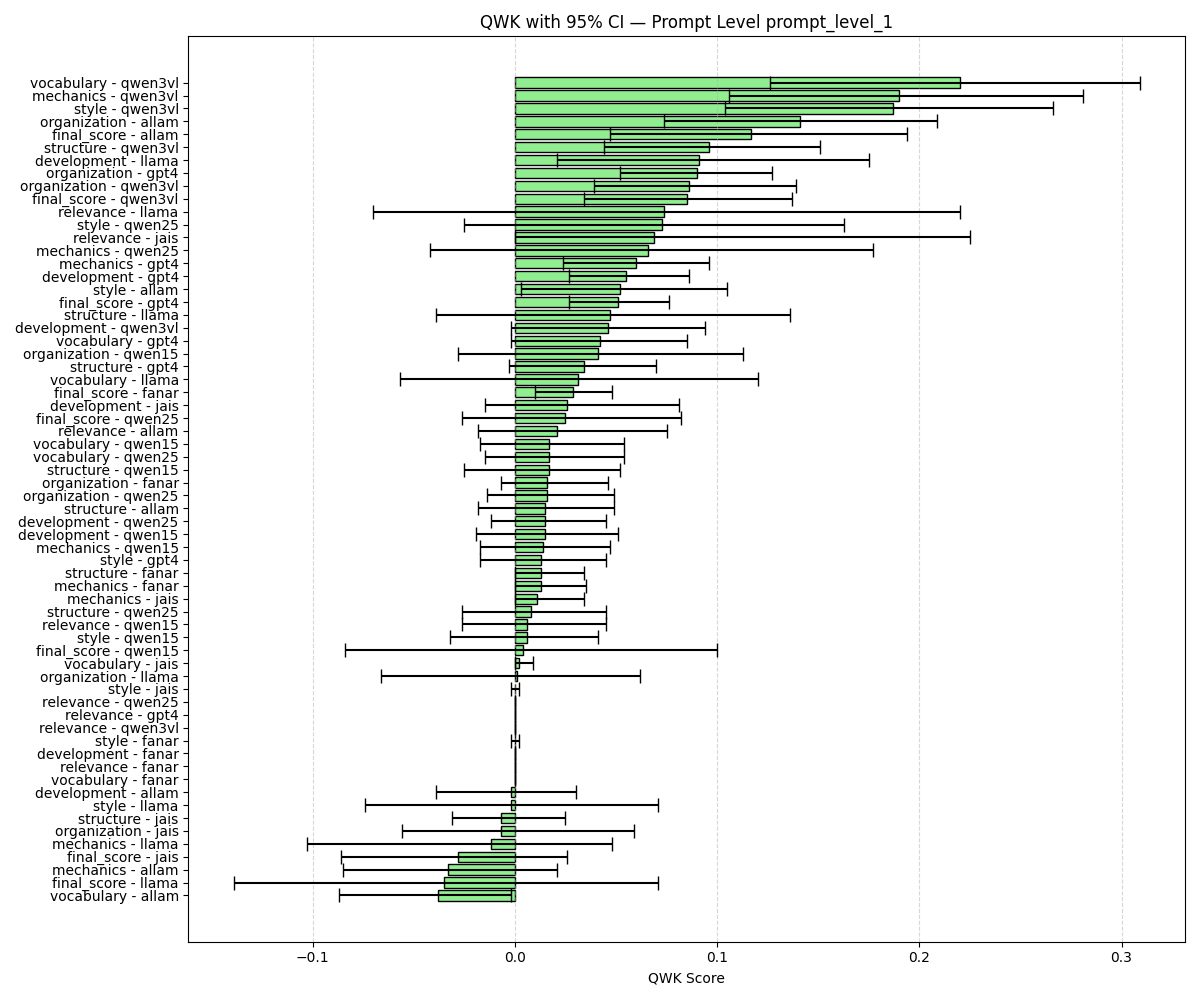 QWK with 95% CI — Prompt Level prompt_level_1
vocabulary - qwen3vl
mechanics - qwen3vl
style - qwen3vl
organization - allam
final_score - allam
structure - qwen3vl
development - llama
organization - gpt4
organization - qwen3vl
final_score - qwen3vl
relevance - llama
style - qwen25
relevance - jais
mechanics - qwen25
mechanics - gpt4
development - gpt4
style - allam
final_score - gpt4
structure - llama
development - qwen3vl
vocabulary - gpt4
organization - qwen15
structure - gpt4
vocabulary - llama
final_score - fanar
development - jais
final_score - qwen25
relevance - allam
vocabulary - qwen15
vocabulary - qwen25
structure - qwen15
organization - fanar
organization - qwen25
structure - allam
development - qwen25
development - qwen15
mechanics - qwen15
style - gpt4
structure - fanar
mechanics - fanar
mechanics - jais
structure - qwen25
relevance - qwen15
style - qwen15
final_score - qwen15
vocabulary - jais
organization - llama
style - jais
relevance - qwen25
relevance - gpt4
relevance - qwen3vl
style - fanar
development - fanar
relevance - fanar
vocabulary - fanar
development - allam
style - llama
structure - jais
organization - jais
mechanics - llama
final_score - jais
mechanics - allam
final_score - llama
vocabulary - allam
−0.1 0.0 0.1 0.2 0.3
QWK Score